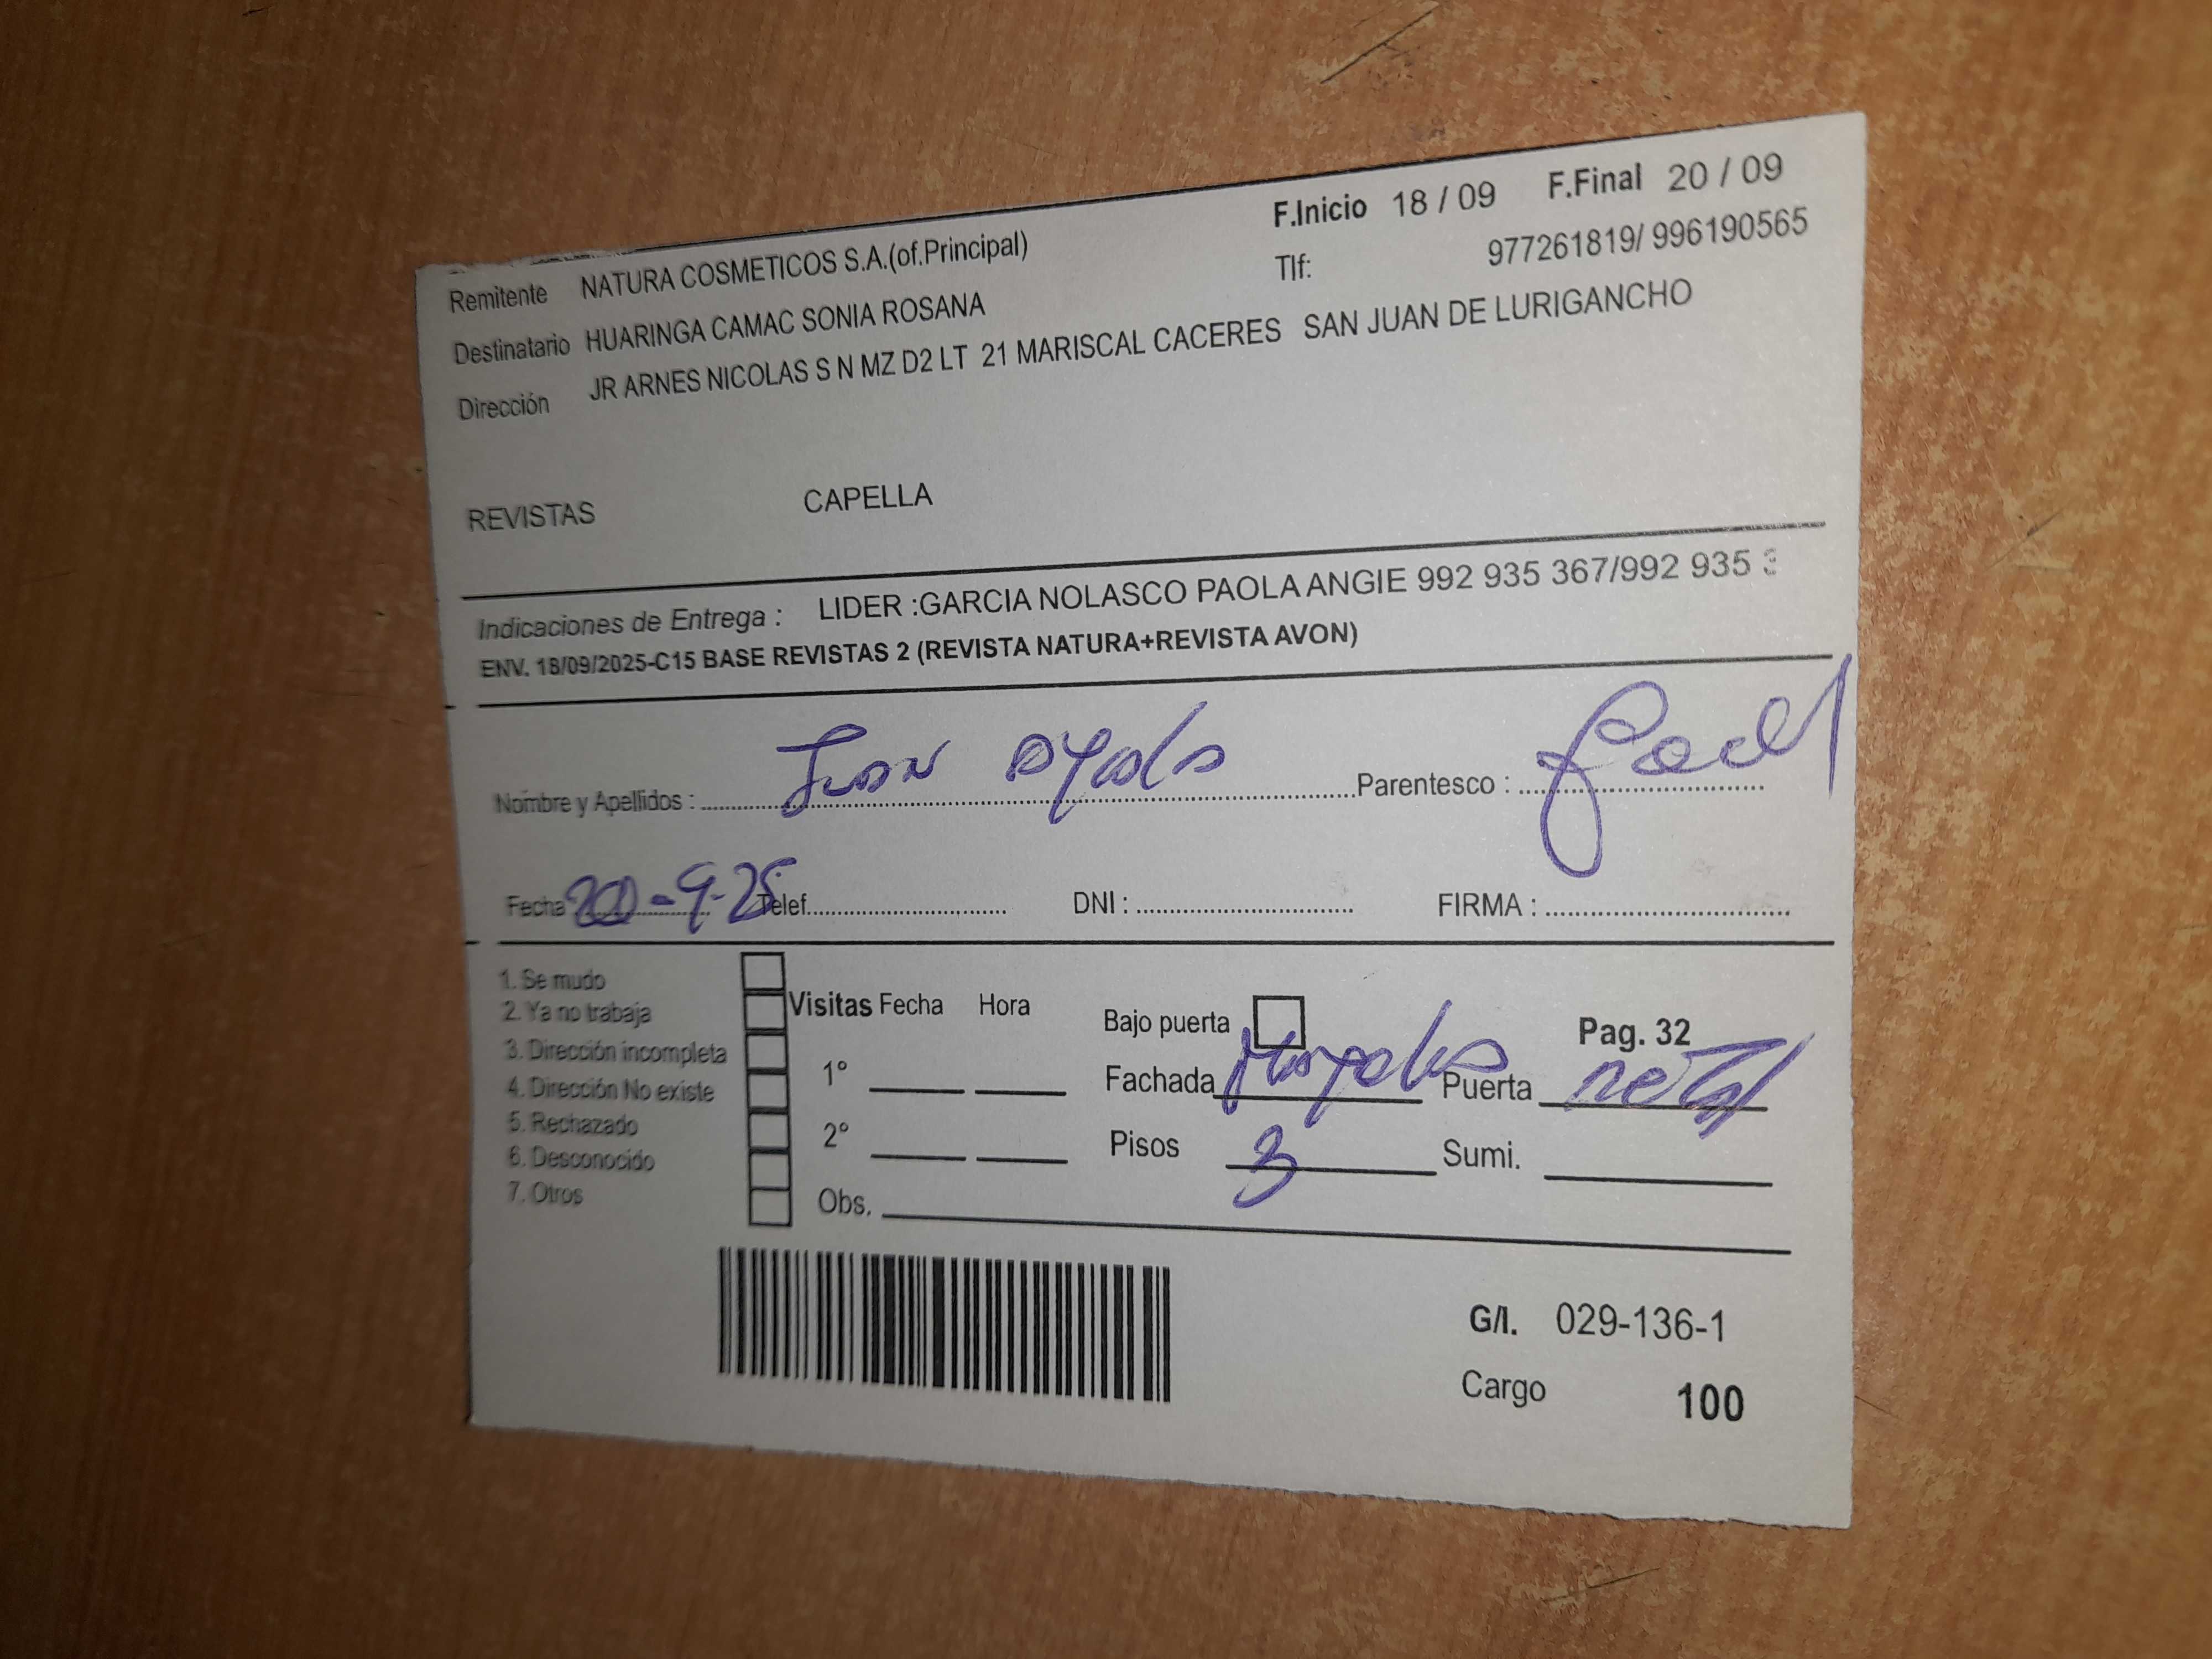 F.Inicio 18 / 09 F.Final 20 / 09
Remitente NATURA COSMETICOS S.A.(of.Principal) Tlf: 977261819/ 996190565
Destinatario HUARINGA CAMAC SONIA ROSANA
Dirección JR ARNES NICOLAS S N MZ D2 LT 21 MARISCAL CACERES SAN JUAN DE LURIGANCHO
REVISTAS CAPELLA
Indicaciones de Entrega : LIDER :GARCIA NOLASCO PAOLA ANGIE 992 935 367/992 935 3
ENV. 18/09/2025-C15 BASE REVISTAS 2 (REVISTA NATURA+REVISTA AVON)
Nombre y Apellidos : Juan Ayala Parentesco :
Fecha 20-9-25 Telef. DNI : FIRMA :
1. Se mudo
2. Ya no trabaja
3. Dirección incompleta
4. Dirección No existe
5. Rechazado
6. Desconocido
7. Otros
Visitas Fecha Hora
1°
2°
Obs.
Bajo puerta Pag. 32
Fachada Puerta
Pisos 3 Sumi.
G/I. 029-136-1
Cargo 100